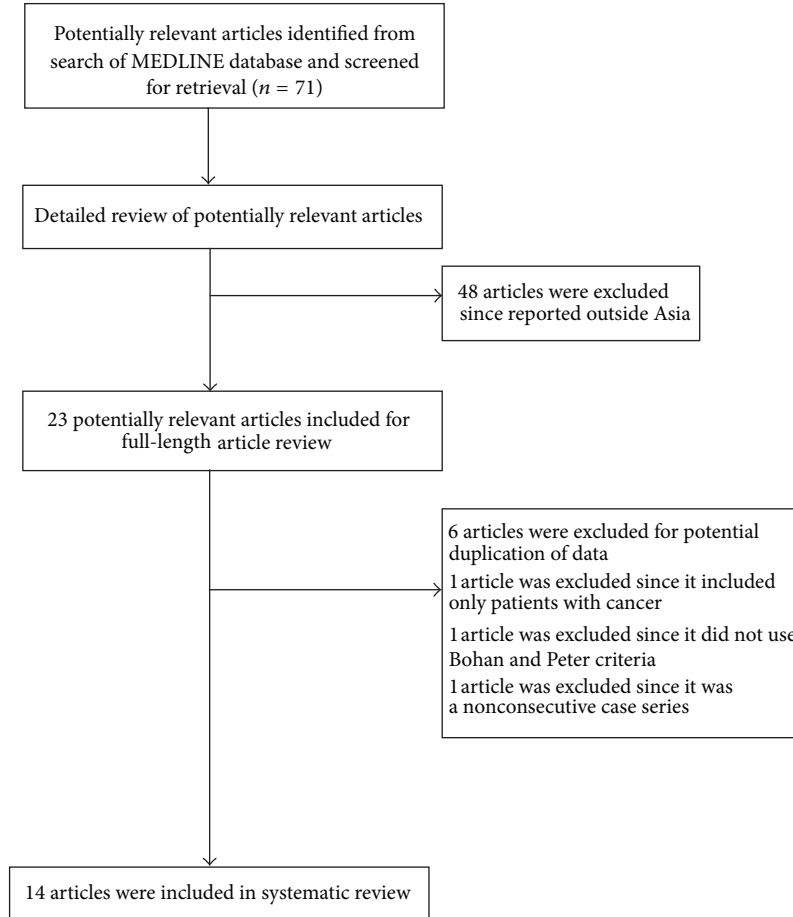 Potentially relevant articles identified from
search of MEDLINE database and screened
for retrieval (n = 71)
Detailed review of potentially relevant articles
48 articles were excluded
since reported outside Asia
23 potentially relevant articles included for
full-length article review
6 articles were excluded for potential
duplication of data
1 article was excluded since it included
only patients with cancer
1 article was excluded since it did not use
Bohan and Peter criteria
1 article was excluded since it was
a nonconsecutive case series
14 articles were included in systematic review